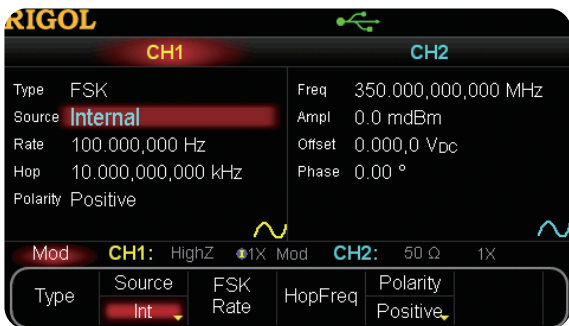 RIGOL
CH1 CH2
Type FSK
Source Internal
Rate 100.000,000 Hz
Hop 10.000,000,000 kHz
Polarity Positive
Freq 350.000,000,000 MHz
Ampl 0.0 mdBm
Offset 0.000,0 VDC
Phase 0.00 °
Mod CH1: HighZ 1X Mod CH2: 50 Ω 1X
Type
Source
Int
FSK
Rate
HopFreq
Polarity
Positive